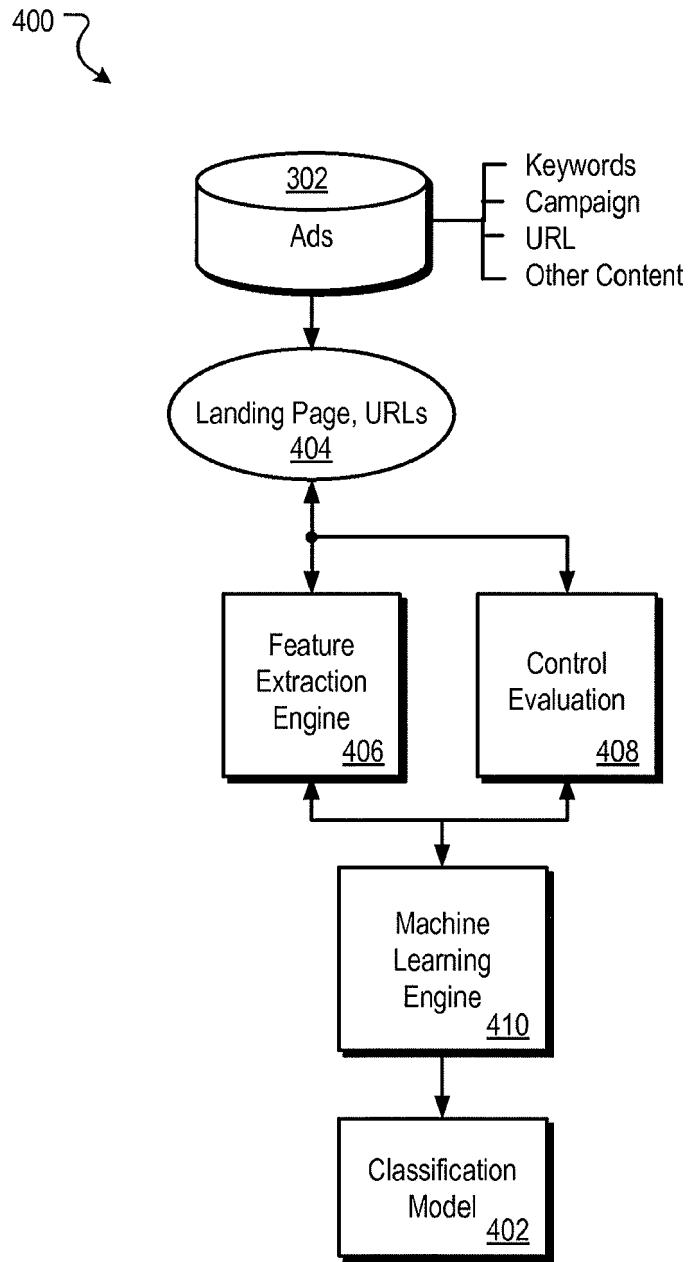 400
302
Ads
Keywords
Campaign
URL
Other Content
Landing Page, URLs
404
Feature
Extraction
Engine
406
Control
Evaluation
408
Machine
Learning
Engine
410
Classification
Model
402